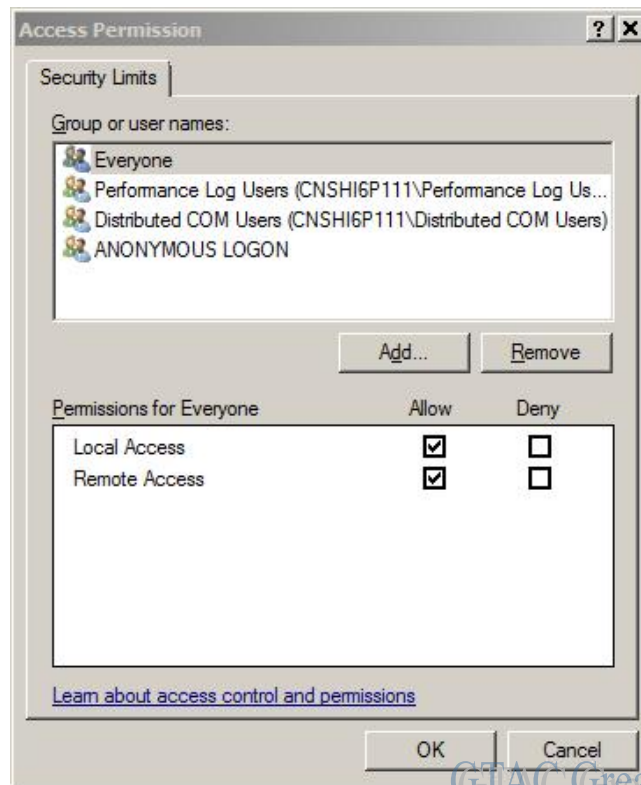 Access Permission
Security Limits
Group or user names:
Everyone
Performance Log Users (CNSHI6P111\Performance Log Us...
Distributed COM Users (CNSHI6P111\Distributed COM Users)
ANONYMOUS LOGON
Add... Remove
Permissions for Everyone Allow Deny
Local Access
Remote Access
Learn about access control and permissions
OK Cancel
GTAC